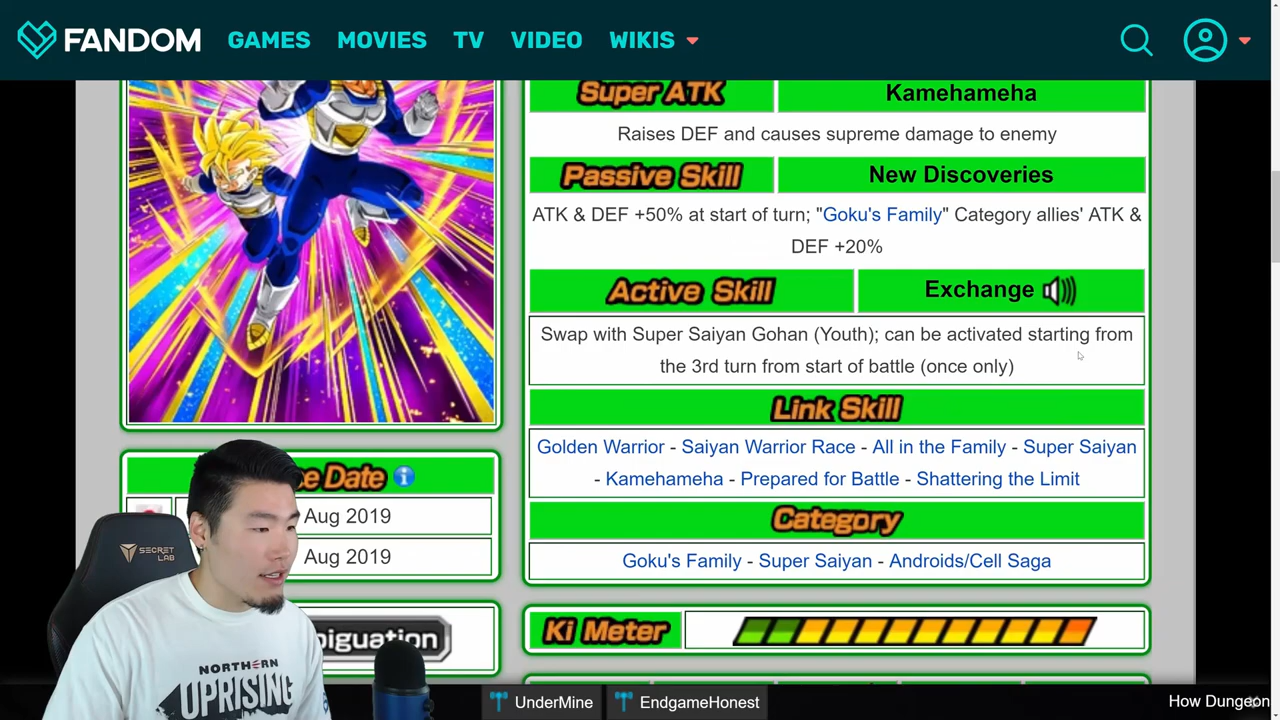 FANDOM GAMES MOVIES TV VIDEO WIKIS
Super ATK Kamehameha
Raises DEF and causes supreme damage to enemy
Passive Skill New Discoveries
ATK & DEF +50% at start of turn; "Goku's Family" Category allies' ATK &
DEF +20%
Active Skill Exchange
Swap with Super Saiyan Gohan (Youth); can be activated starting from
the 3rd turn from start of battle (once only)
Link Skill
Golden Warrior - Saiyan Warrior Race - All in the Family - Super Saiyan
- Kamehameha - Prepared for Battle - Shattering the Limit
Category
Goku's Family - Super Saiyan - Androids/Cell Saga
Ki Meter
Date
Aug 2019
Aug 2019
SECRET
LAB
NORTHERN
UPRISING
UnderMine EndgameHonest How Dungeon